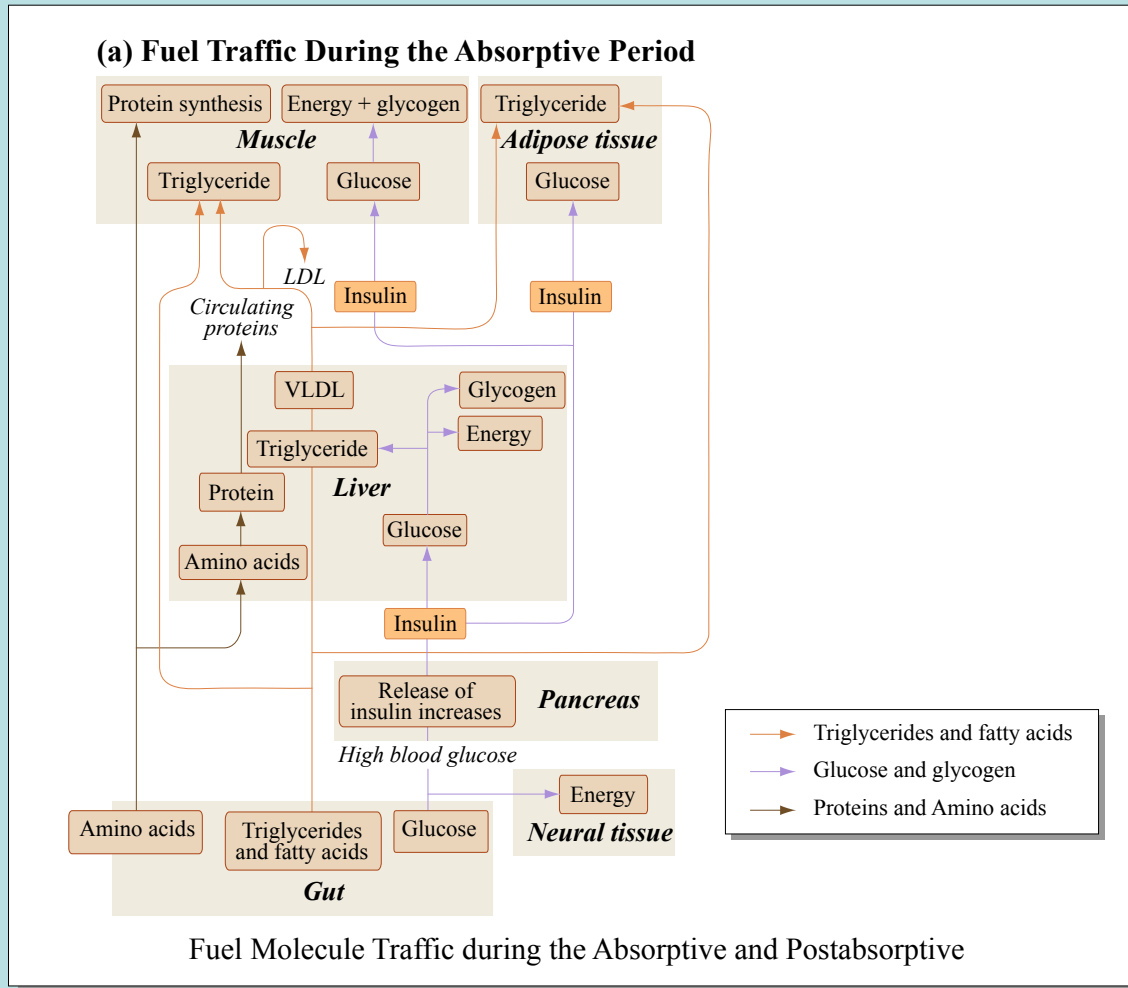 (a) Fuel Traffic During the Absorptive Period
Protein synthesis
Energy + glycogen
Triglyceride
Muscle
Adipose tissue
Triglyceride
Glucose
Glucose
LDL
Insulin
Insulin
Circulating
proteins
VLDL
Glycogen
Energy
Triglyceride
Liver
Protein
Glucose
Amino acids
Insulin
Release of
insulin increases
Pancreas
High blood glucose
Energy
Neural tissue
Amino acids
Triglycerides
and fatty acids
Glucose
Gut
Triglycerides and fatty acids
Glucose and glycogen
Proteins and Amino acids
Fuel Molecule Traffic during the Absorptive and Postabsorptive